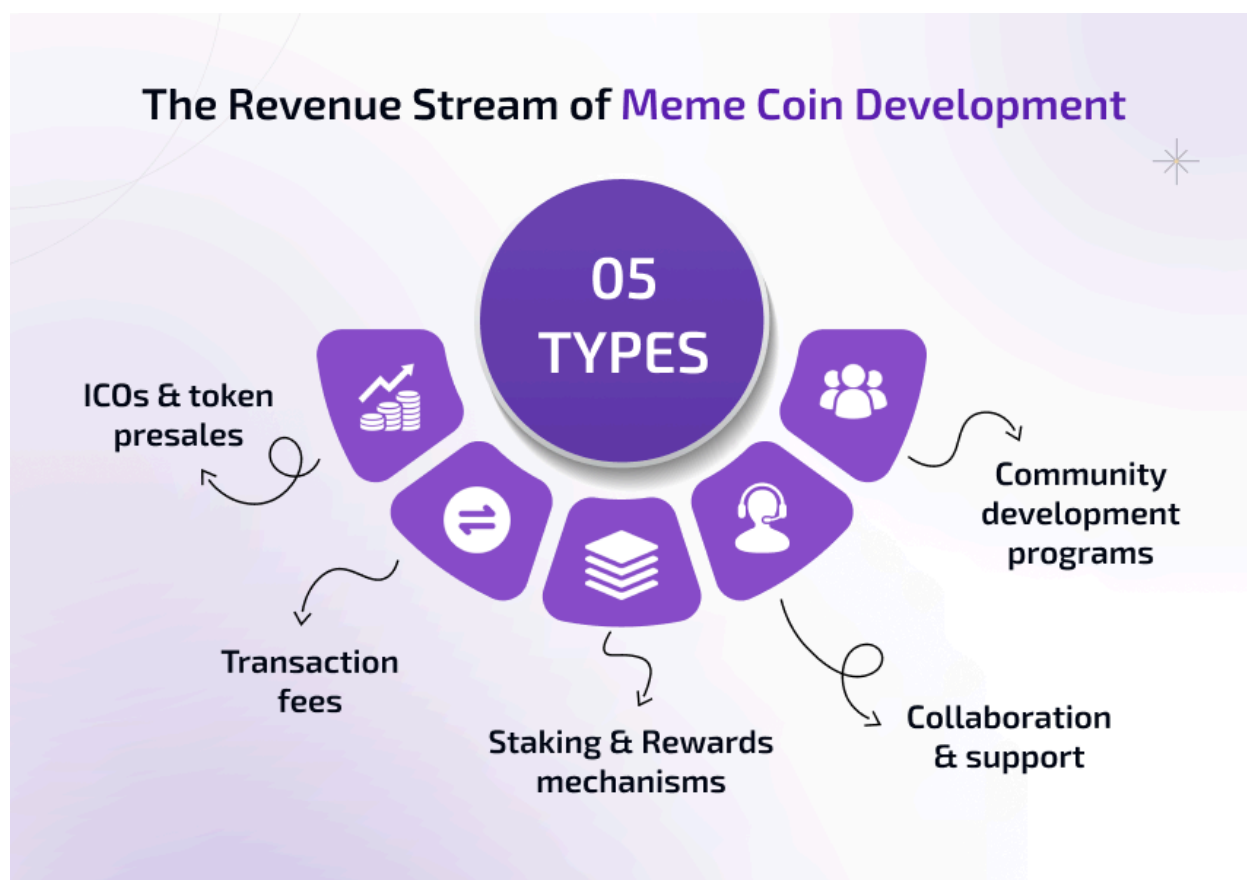 The Revenue Stream of Meme Coin Development
05
TYPES
ICOs & token
presales
Transaction
fees
Staking & Rewards
mechanisms
Collaboration
& support
Community
development
programs